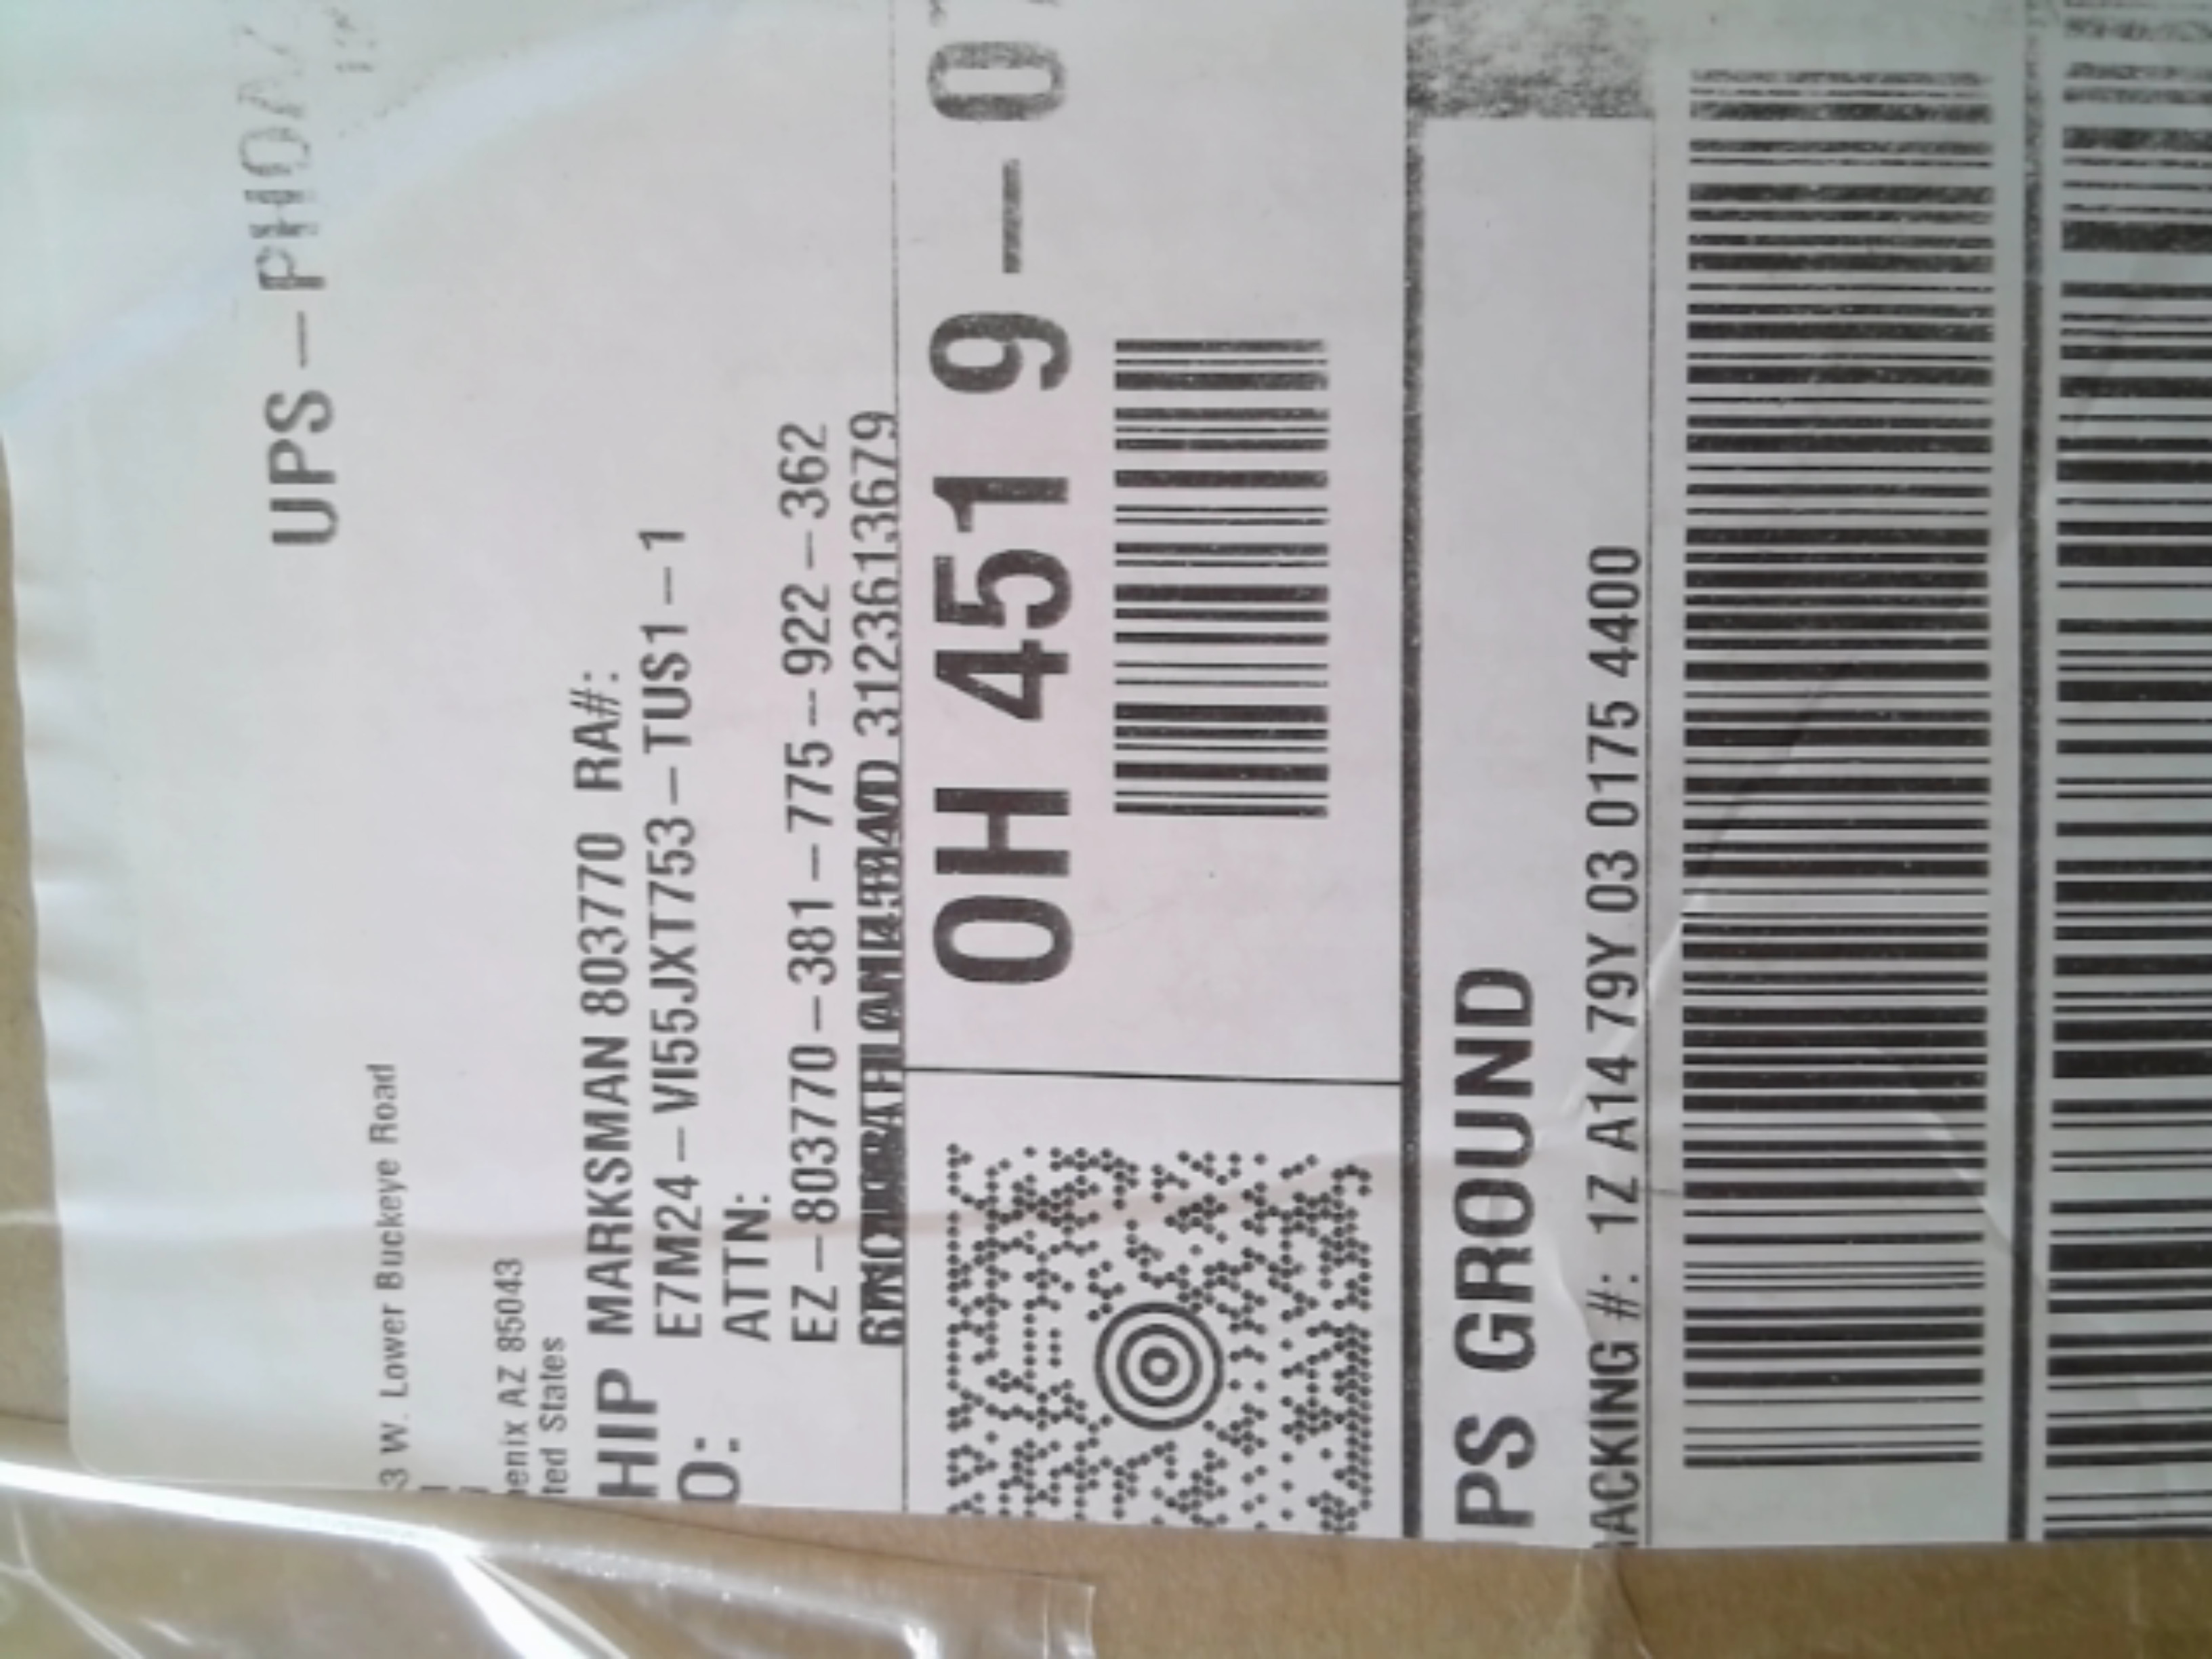 UPS – PHO
3 W. Lower Buckeye Road
enix AZ 85043
ted States
HIP MARKSMAN 803770 RA#:
O: E7M24 – VI55JXT753 – TUS1 – 1
ATTN:
EZ – 803770 – 381 – 775 – 922 – 362
3123613679
OH 451 9 – 0
PS GROUND
ACKING #: 1Z A14 79Y 03 0175 4400